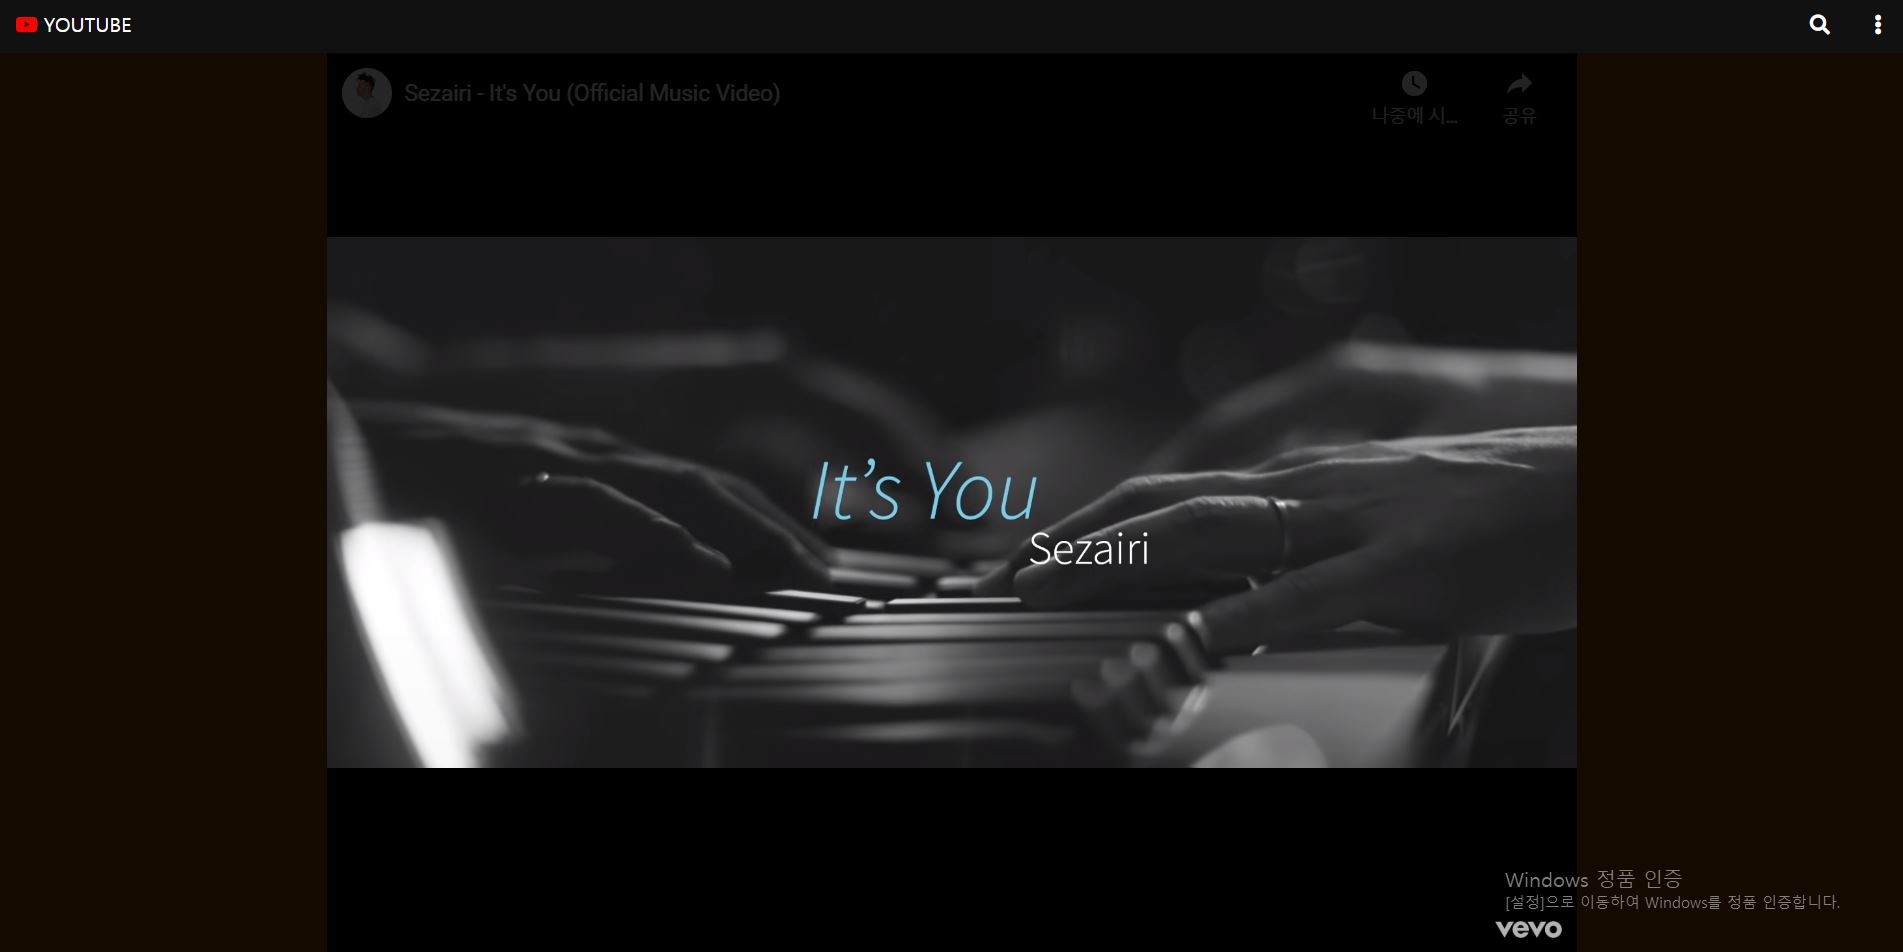 YOUTUBE
Sezairi - It's You (Official Music Video)
나중에 시...
공유
It's You
Sezairi
Windows 정품 인증
[설정]으로 이동하여 Windows를 정품 인증합니다.
vevo